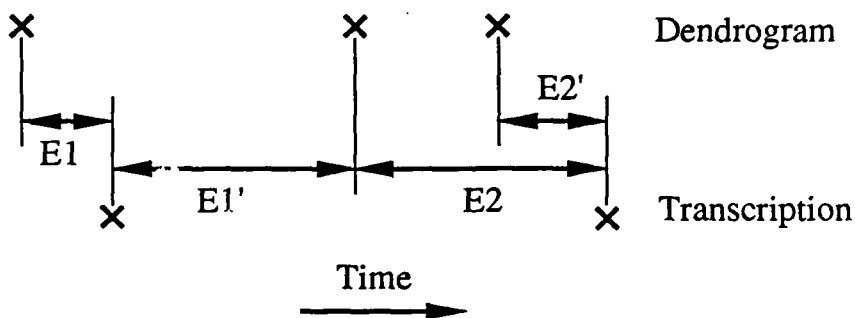 Dendrogram
E2'
E1
E1'
E2
Transcription
Time